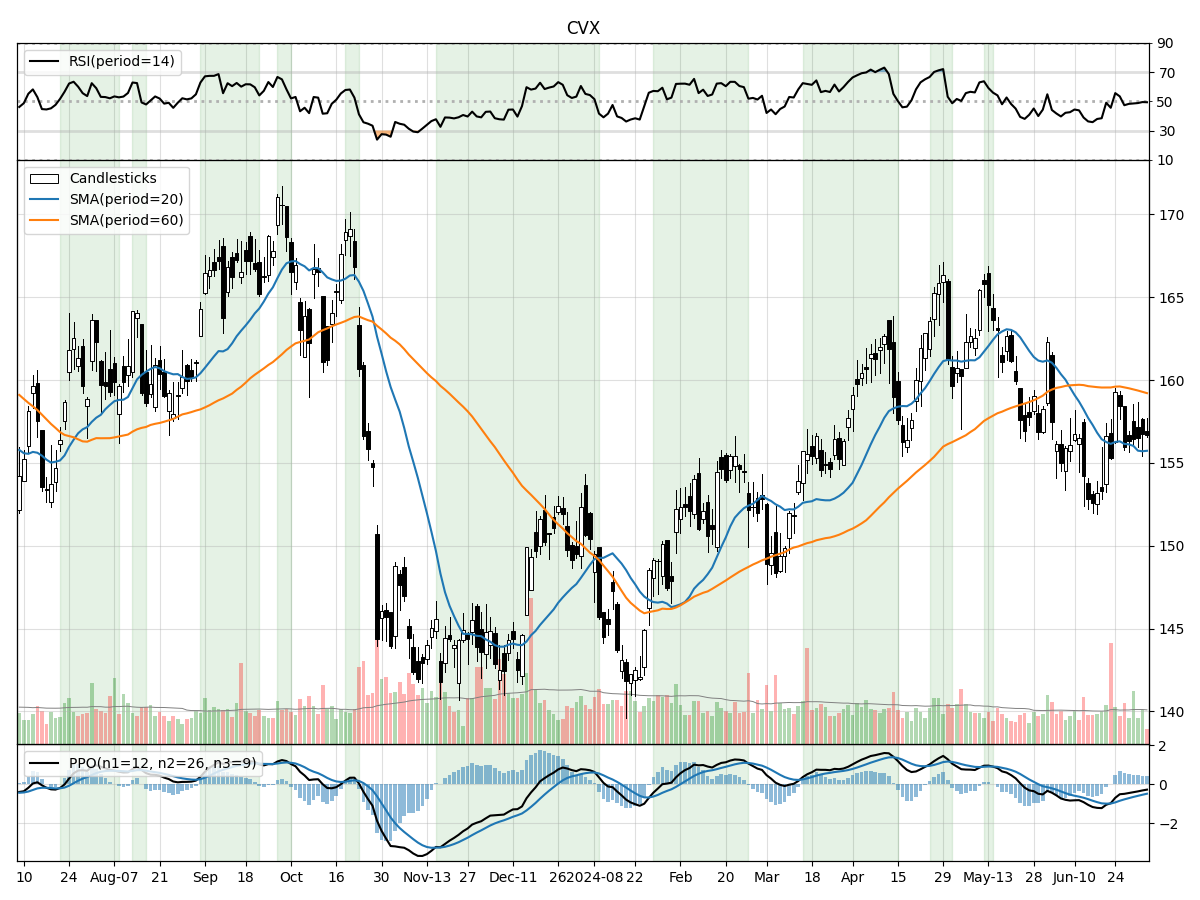 CVX
RSI(period=14)
90
70
50
30
10
Candlesticks
SMA(period=20)
SMA(period=60)
170
165
160
155
150
145
140
PPO(n1=12, n2=26, n3=9)
2
0
−2
10 24 Aug-07 21 Sep 18 Oct 16 30 Nov-13 27 Dec-11 26 2024-08 22 Feb 20 Mar 18 Apr 15 29 May-13 28 Jun-10 24